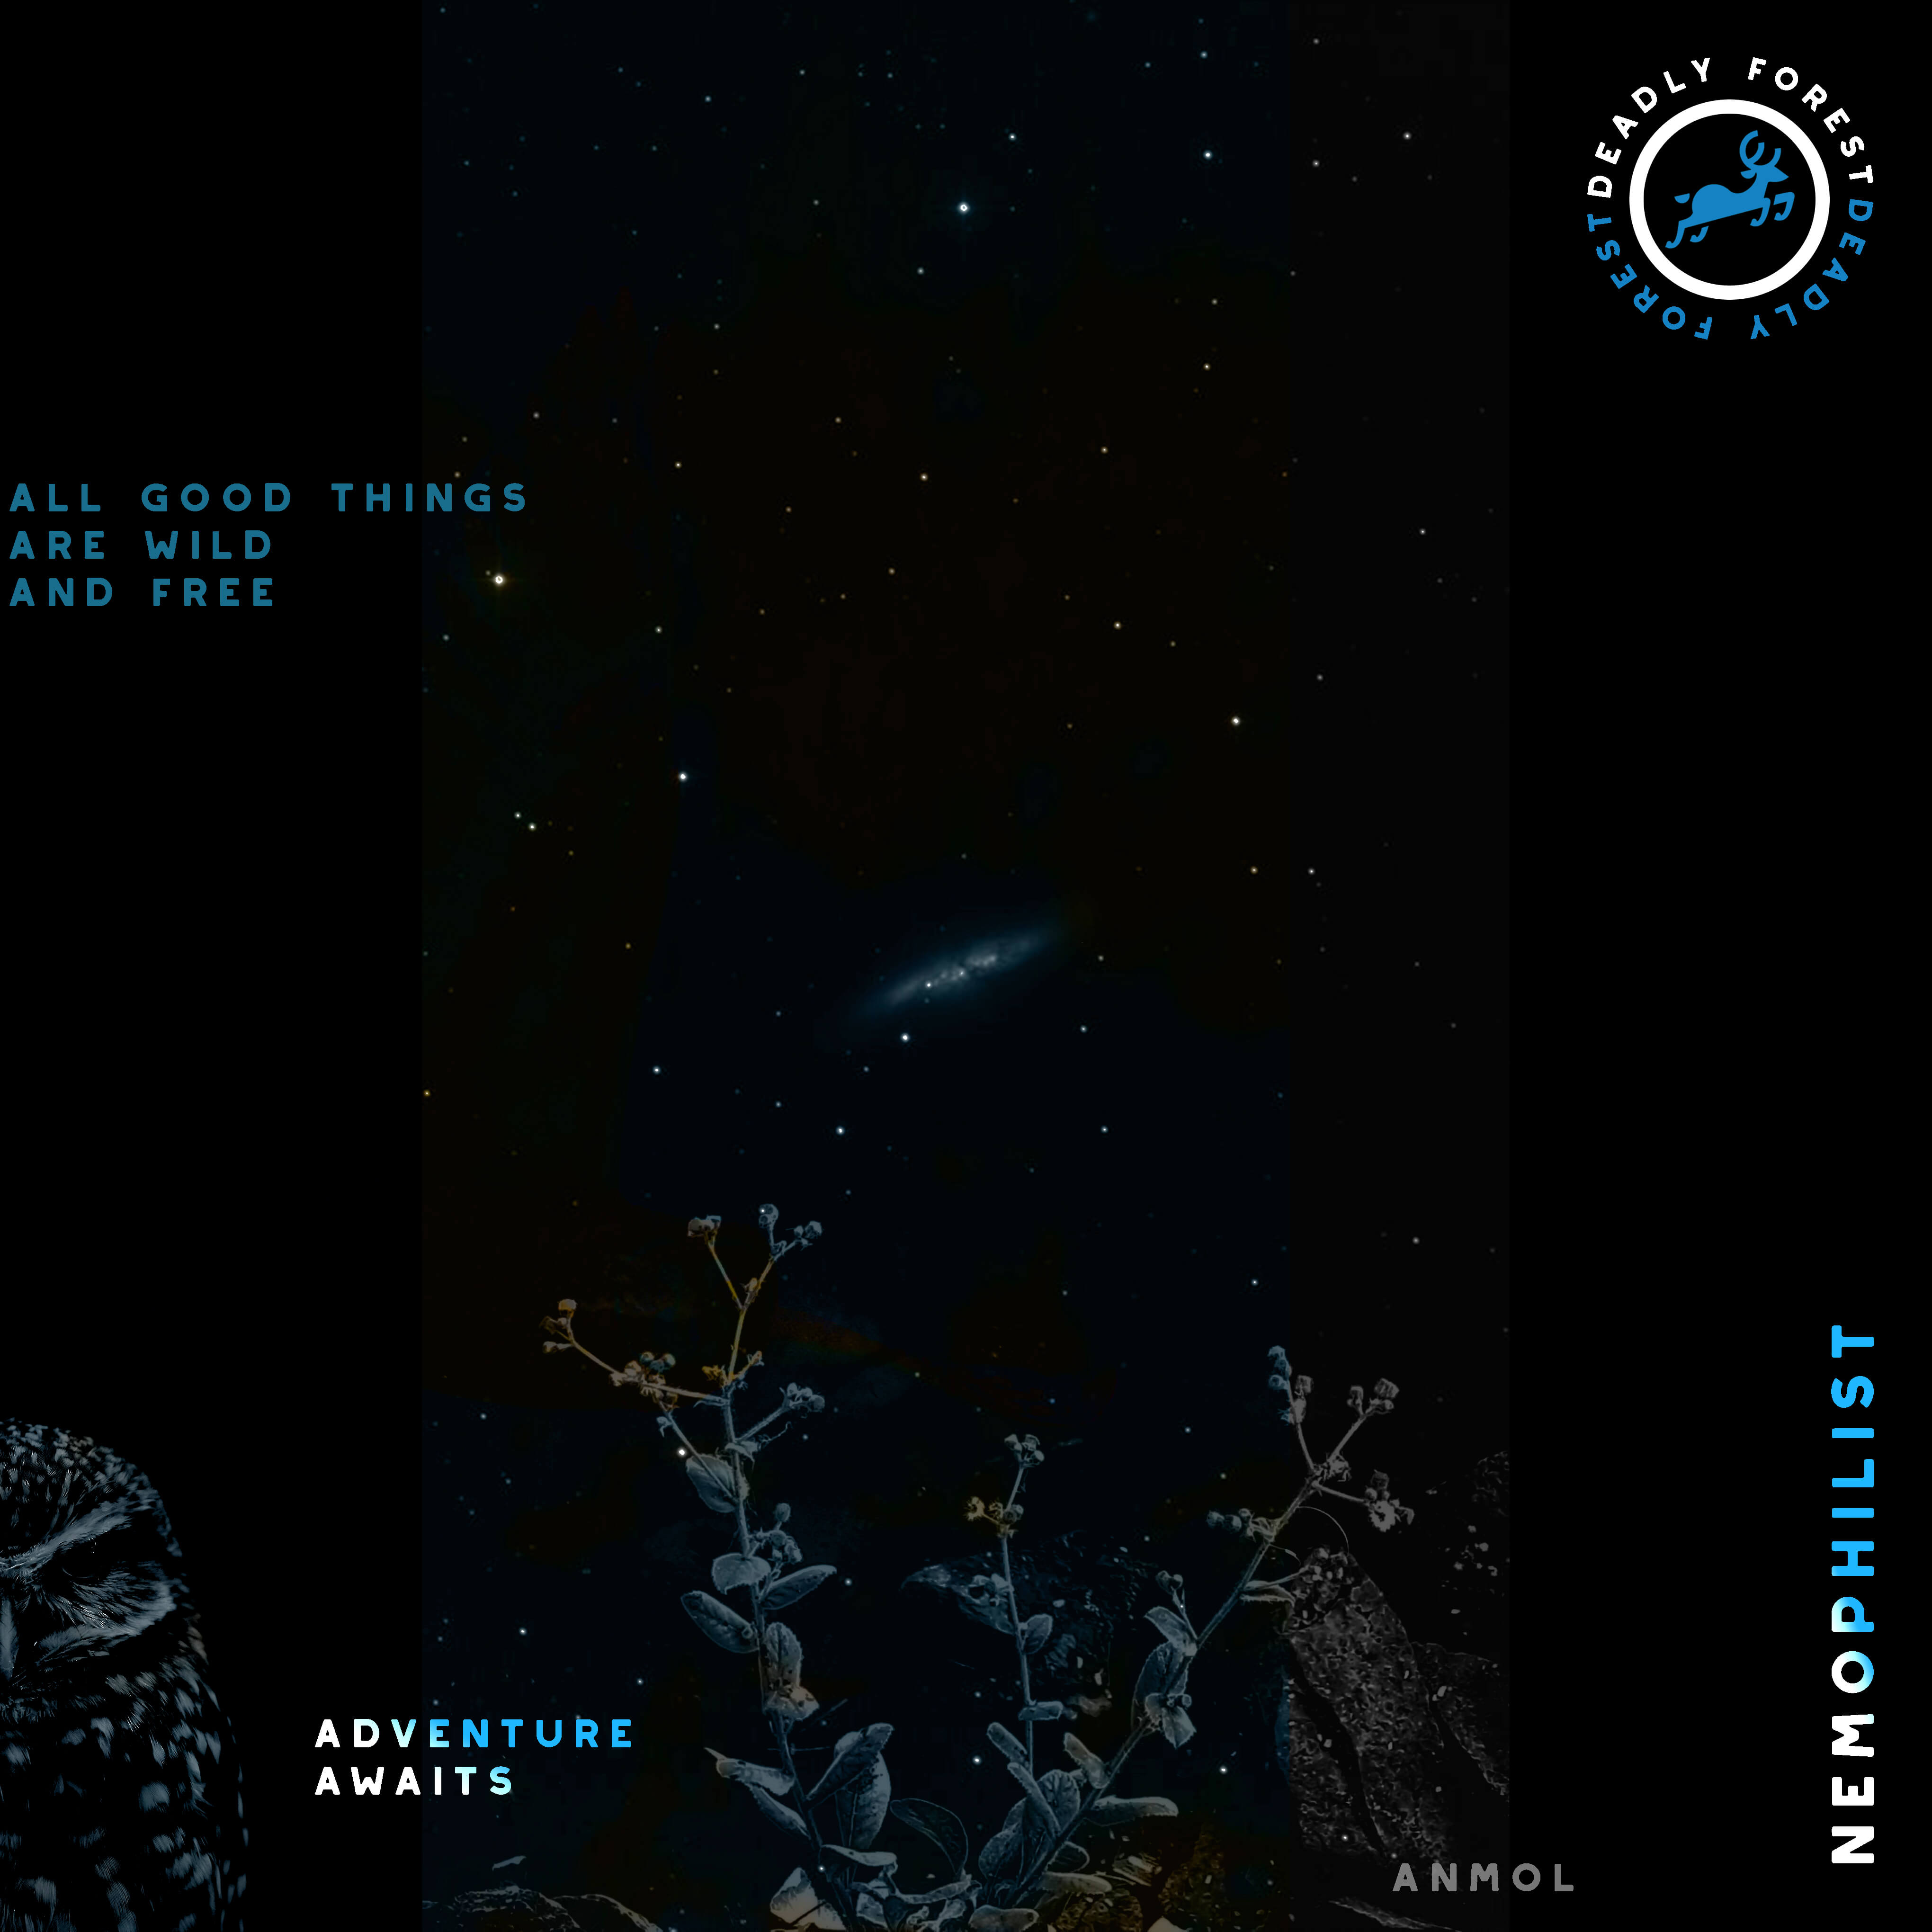 DEADLY FOREST
DEADLY FOREST
ALL GOOD THINGS
ARE WILD
AND FREE
ADVENTURE
AWAITS
NEMOPHILIST
ANMOL